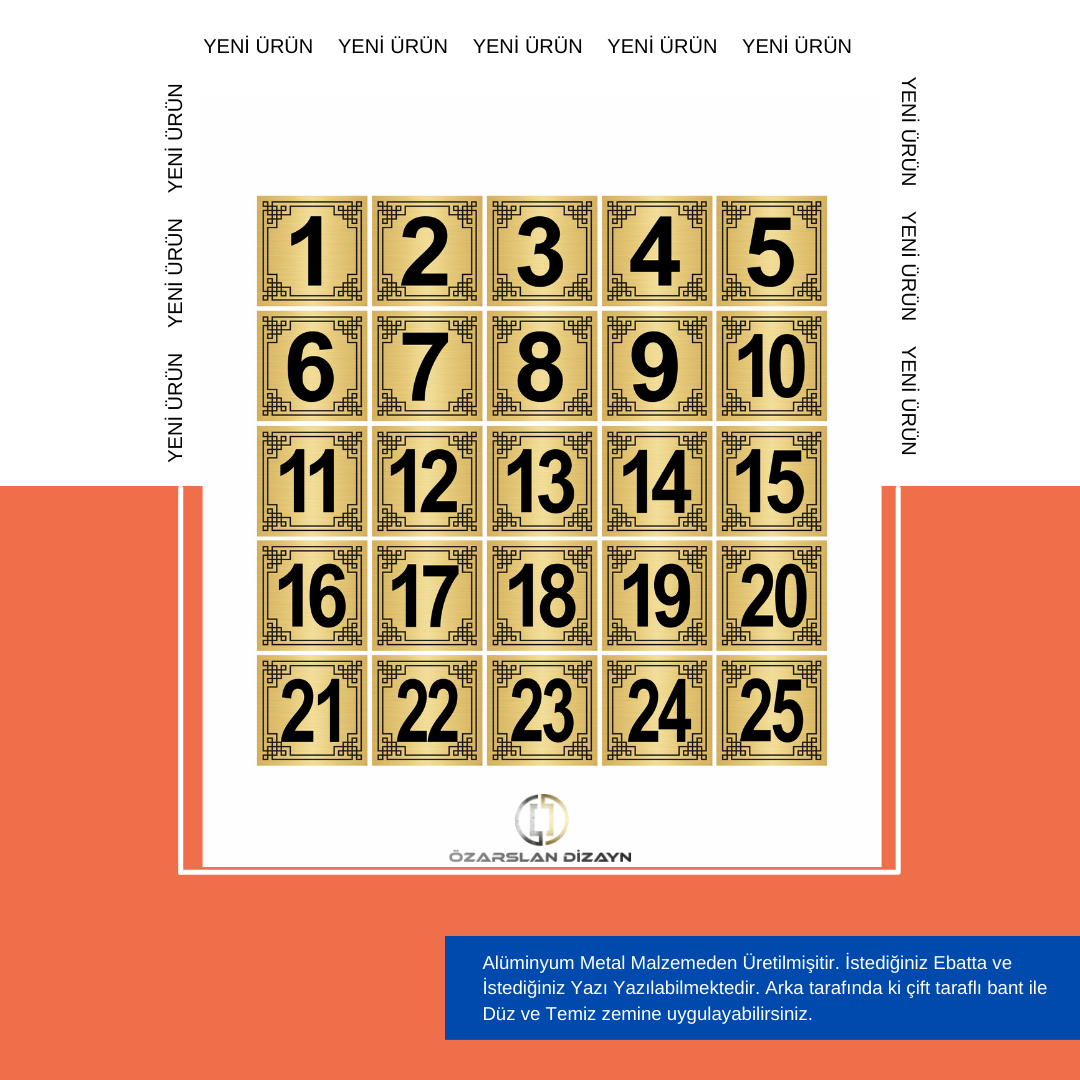 YENİ ÜRÜN YENİ ÜRÜN YENİ ÜRÜN YENİ ÜRÜN YENİ ÜRÜN
YENİ ÜRÜN YENİ ÜRÜN YENİ ÜRÜN
YENİ ÜRÜN YENİ ÜRÜN YENİ ÜRÜN
1 2 3 4 5
6 7 8 9 10
11 12 13 14 15
16 17 18 19 20
21 22 23 24 25
ÖZARSLAN DİZAYN
Alüminyum Metal Malzemeden Üretilmişitir. İstediğiniz Ebatta ve
İstediğiniz Yazı Yazılabilmektedir. Arka tarafında ki çift taraflı bant ile
Düz ve Temiz zemine uygulayabilirsiniz.